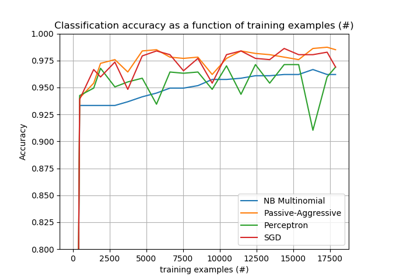 Classification accuracy as a function of training examples (#)
1.000
0.975
0.950
0.925
0.900
0.875
0.850
0.825
0.800
Accuracy
NB Multinomial
Passive-Aggressive
Perceptron
SGD
0 2500 5000 7500 10000 12500 15000 17500
training examples (#)